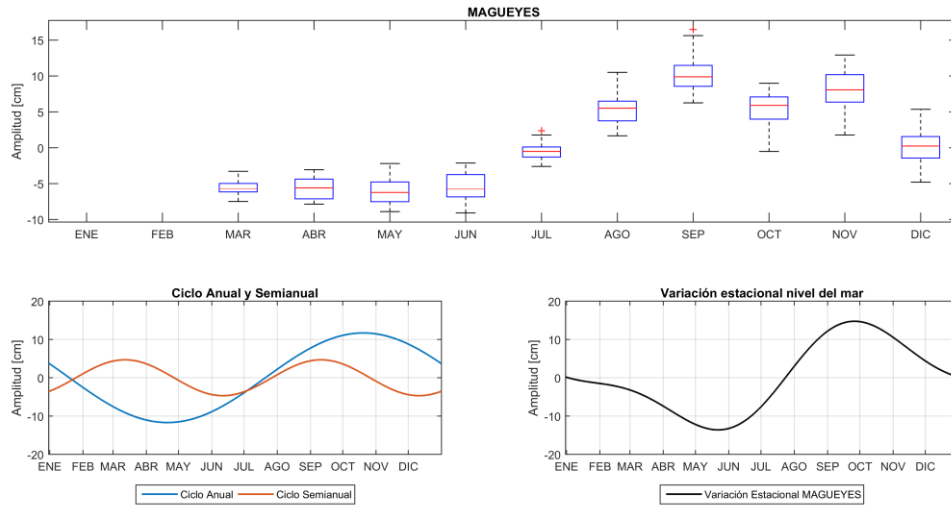 MAGUEYES
Amplitud [cm]
15
10
5
0
-5
-10
ENE FEB MAR ABR MAY JUN JUL AGO SEP OCT NOV DIC
Ciclo Anual y Semianual
Amplitud [cm]
20
10
0
-10
-20
ENE FEB MAR ABR MAY JUN JUL AGO SEP OCT NOV DIC
Ciclo Anual Ciclo Semianual
Variación estacional nivel del mar
Amplitud [cm]
20
10
0
-10
-20
ENE FEB MAR ABR MAY JUN JUL AGO SEP OCT NOV DIC
Variación Estacional MAGUEYES